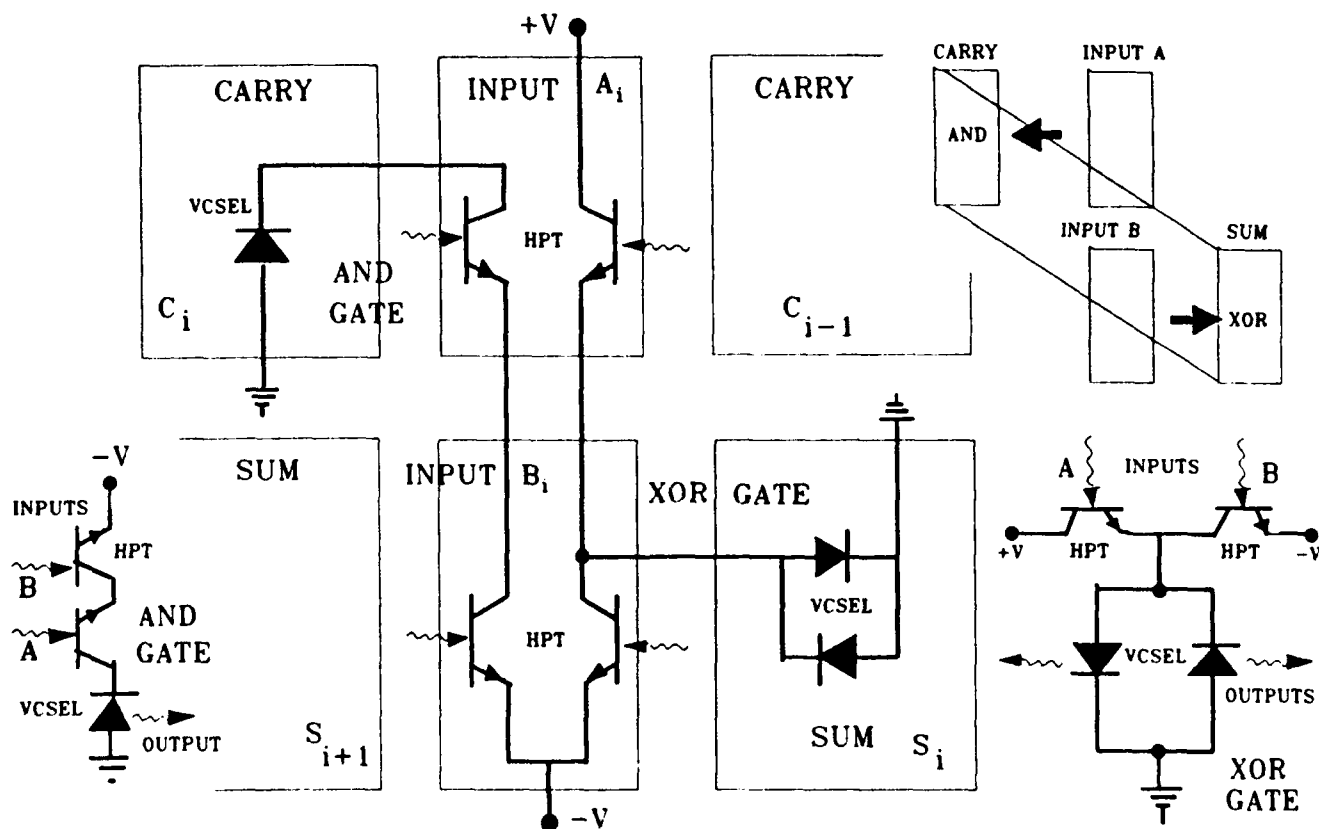 +V
CARRY
INPUT A_i
CARRY
CARRY
INPUT A
VCSEL
HPT
AND
GATE
C_i
C_{i-1}
AND
INPUT B
SUM
XOR
-V
SUM
INPUT B_i
XOR GATE
INPUTS
HPT
B
A
AND
GATE
VCSEL
OUTPUT
S_{i+1}
HPT
VCSEL
SUM S_i
-V
A INPUTS B
+V HPT HPT -V
VCSEL
OUTPUTS
XOR
GATE